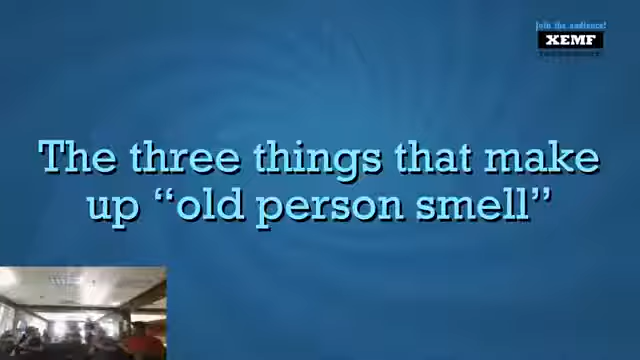 Join the audience!
XEMF
The three things that make
up “old person smell”